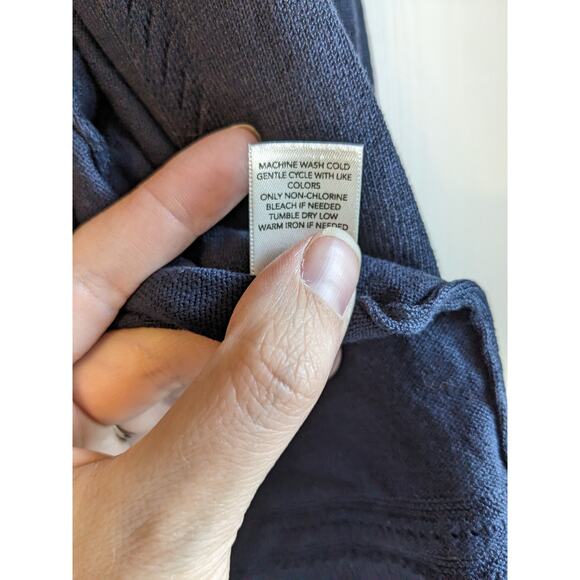 MACHINE WASH COLD
GENTLE CYCLE WITH LIKE
COLORS
ONLY NON-CHLORINE
BLEACH IF NEEDED
TUMBLE DRY LOW
WARM IRON IF NEEDED